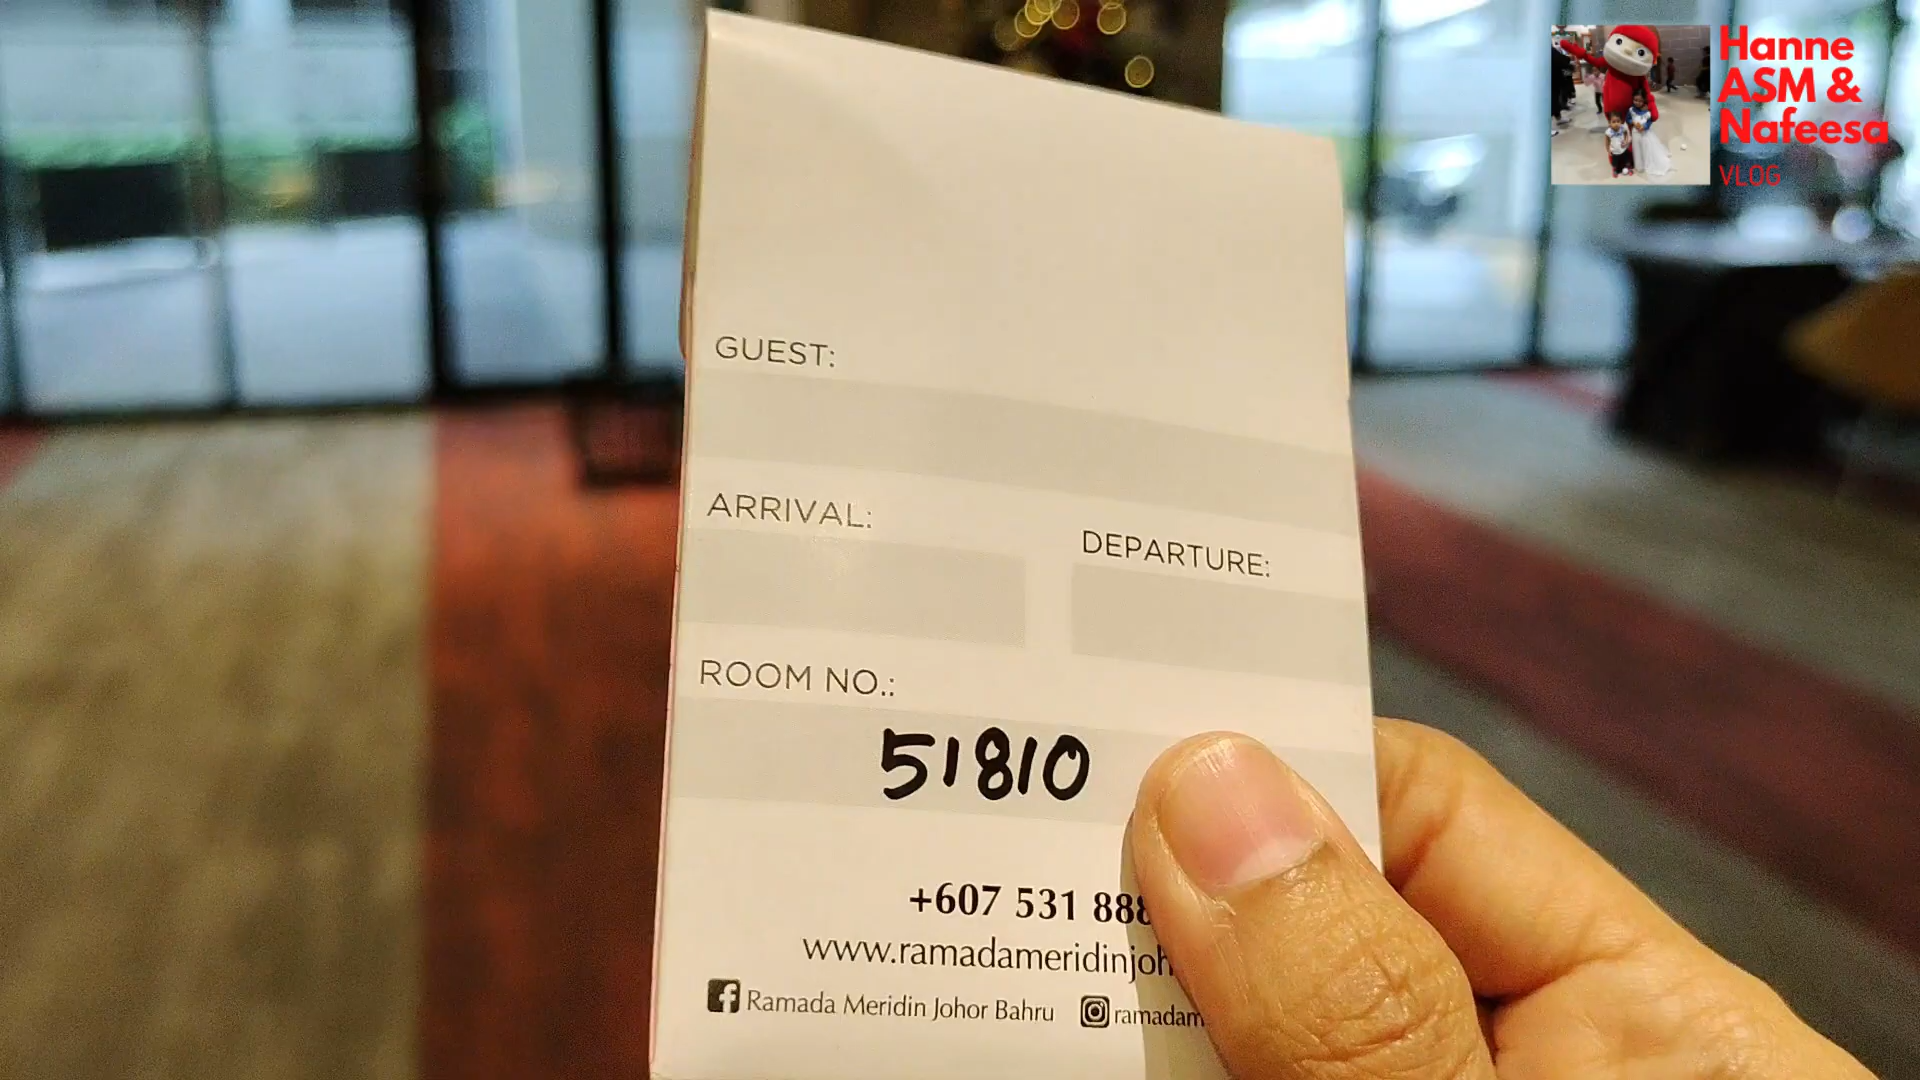 Hanne
ASM &
Nafeesa
VLOG
GUEST:
ARRIVAL:
DEPARTURE:
ROOM NO.:
51810
+607 531 888
www.ramadameridinjoh
Ramada Meridin Johor Bahru ramadam